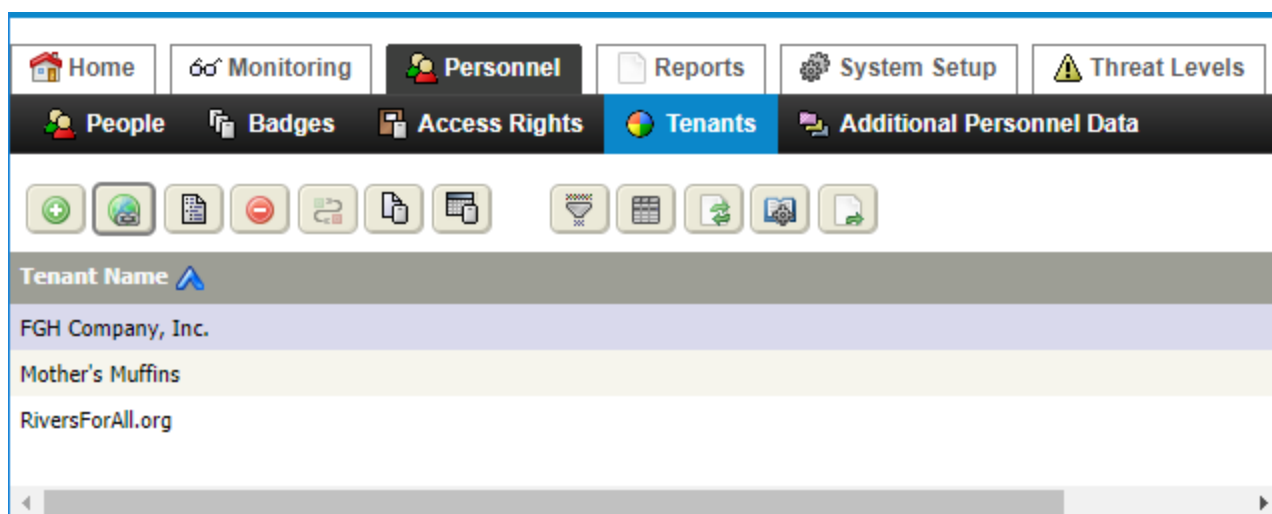 Home Monitoring Personnel Reports System Setup Threat Levels
People Badges Access Rights Tenants Additional Personnel Data
Tenant Name
FGH Company, Inc.
Mother's Muffins
RiversForAll.org